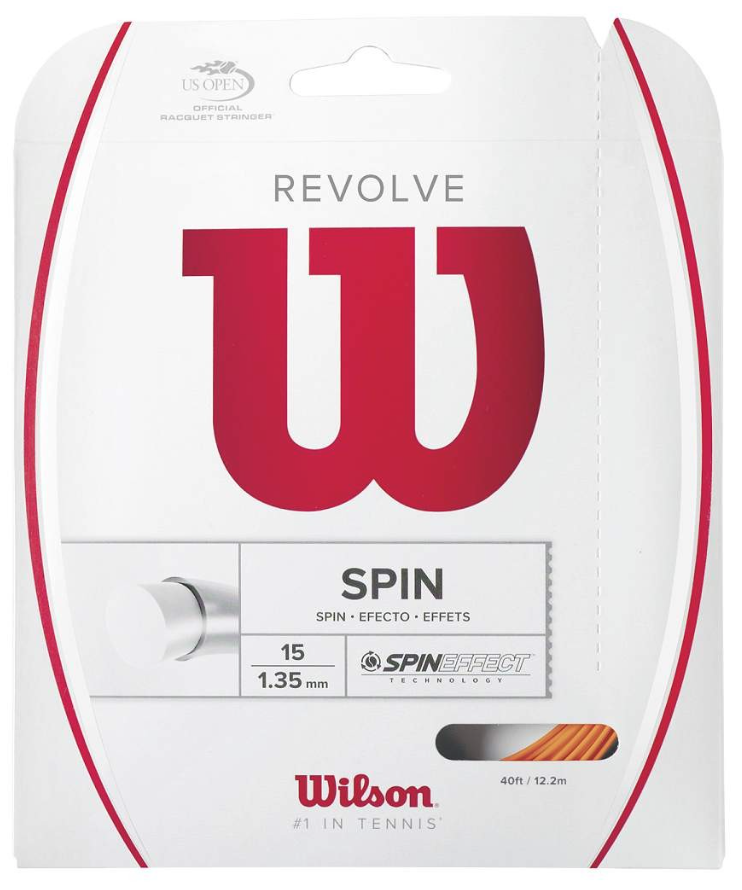 US OPEN
OFFICIAL
RACQUET STRINGER
REVOLVE
W
SPIN
SPIN • EFECTO • EFFETS
15
1.35 mm
SPINEFFECT
TECHNOLOGY
40ft / 12.2m
Wilson
#1 IN TENNIS